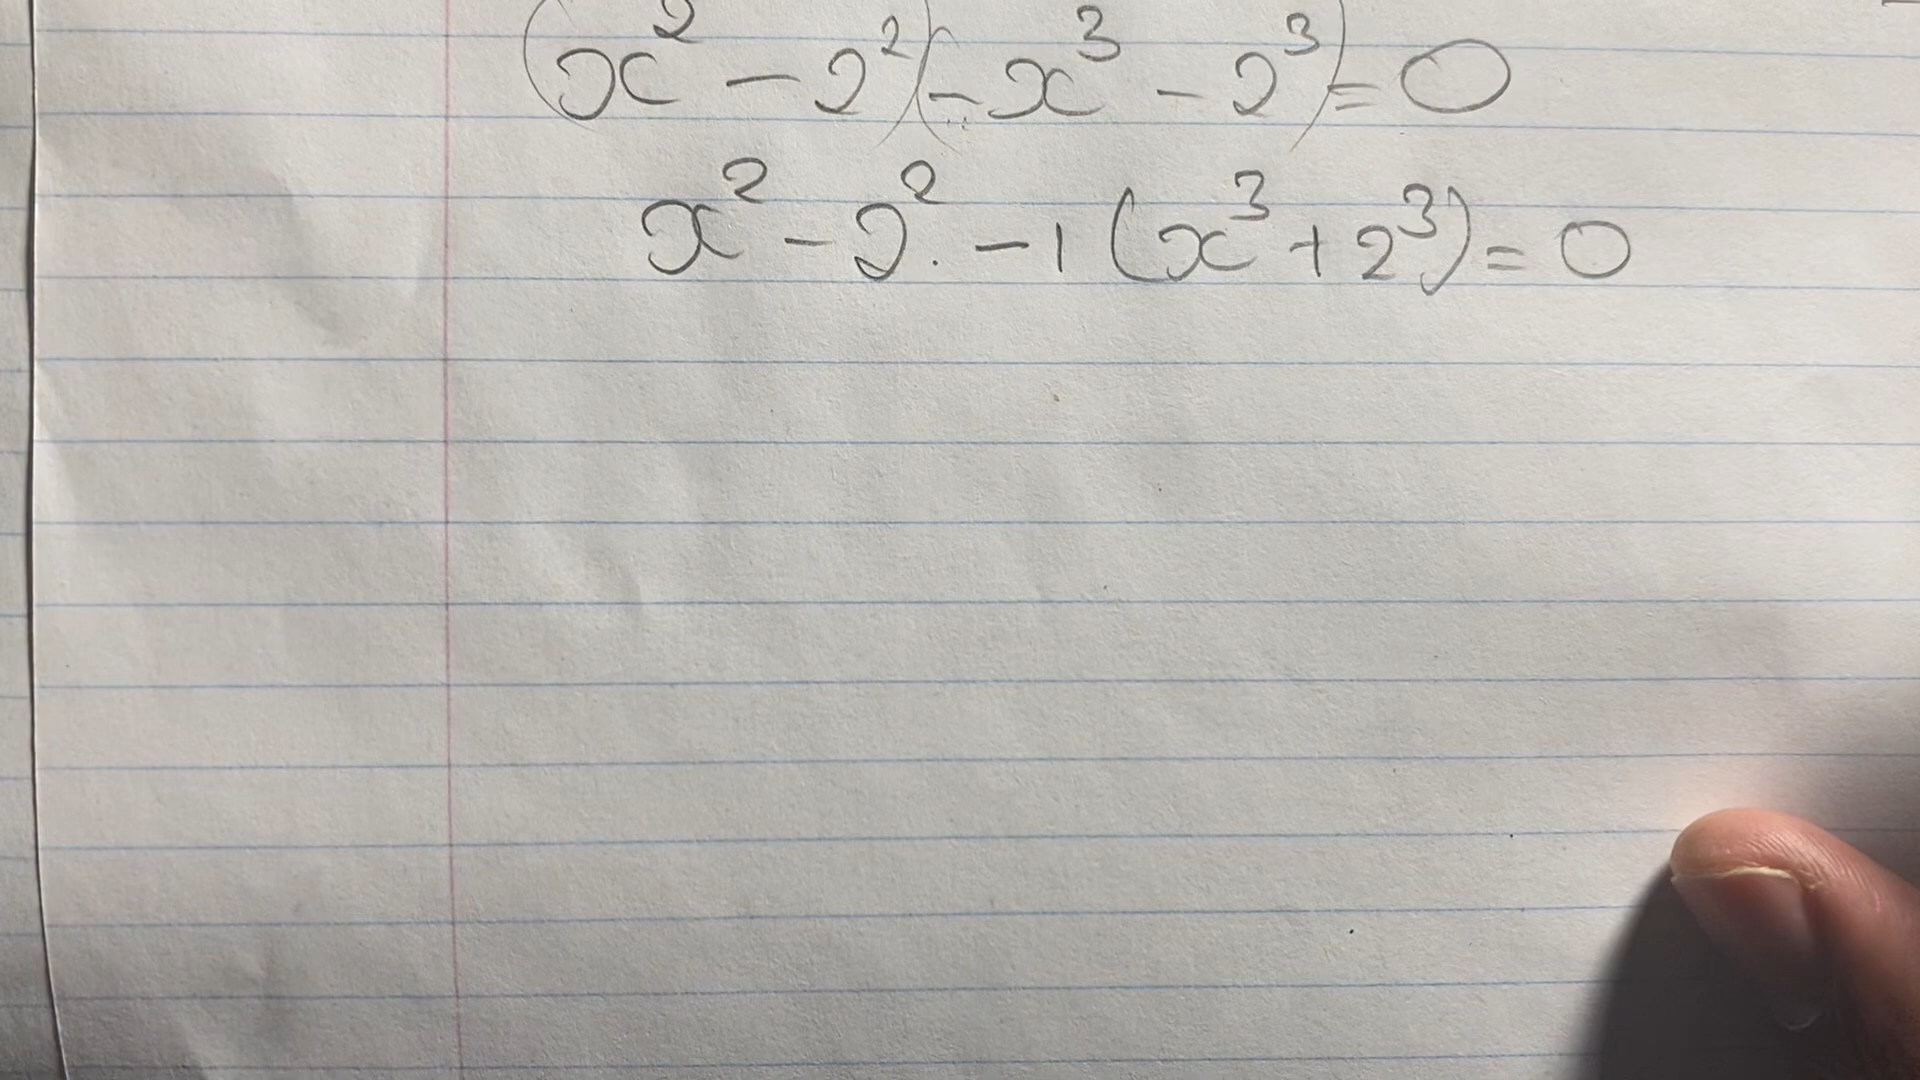 (x² - 2²)(-x³ - 2³) = 0
x² - 2². - 1 (x³ + 2³) = 0